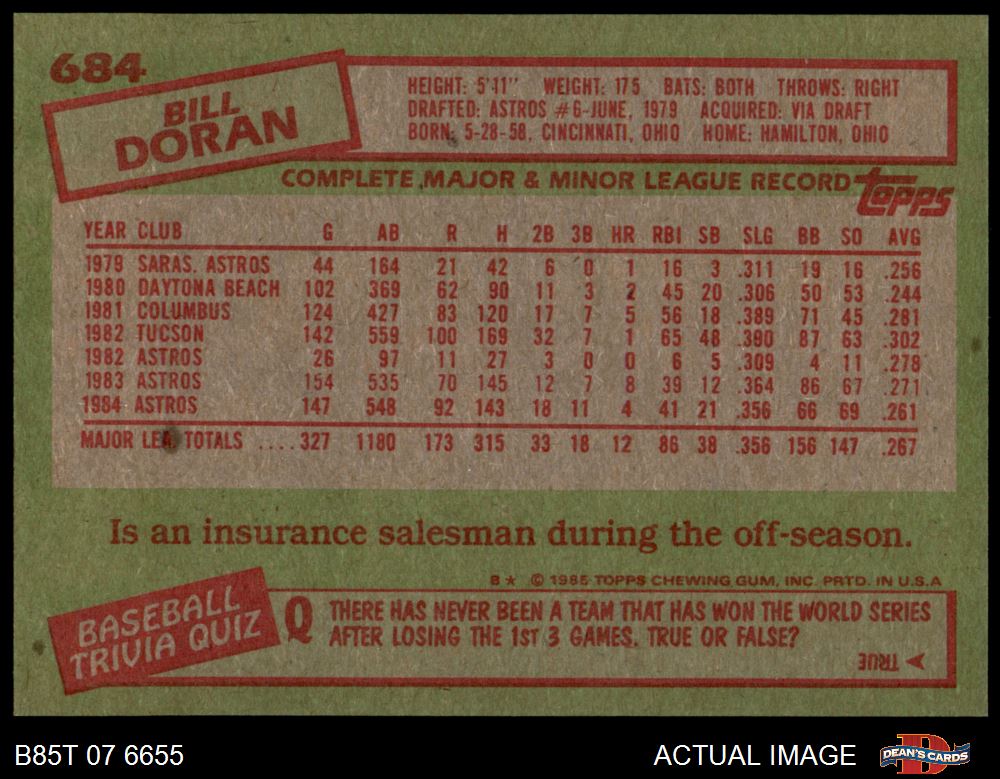 684
BILL
DORAN
HEIGHT: 5'11" WEIGHT: 175 BATS: BOTH THROWS: RIGHT
DRAFTED: ASTROS #6-JUNE, 1979 ACQUIRED: VIA DRAFT
BORN: 5-28-58, CINCINNATI, OHIO HOME: HAMILTON, OHIO
COMPLETE MAJOR & MINOR LEAGUE RECORD topps
YEAR CLUB G AB R H 2B 3B HR RBI SB SLG BB SO AVG
1979 SARAS. ASTROS 44 164 21 42 6 0 1 16 3 .311 19 16 .256
1980 DAYTONA BEACH 102 369 62 90 11 3 2 45 20 .306 50 53 .244
1981 COLUMBUS 124 427 83 120 17 7 5 56 18 .389 71 45 .281
1982 TUCSON 142 559 100 169 32 7 1 65 48 .390 87 63 .302
1982 ASTROS 26 97 11 27 3 0 0 6 5 .309 4 11 .278
1983 ASTROS 154 535 70 145 12 7 8 39 12 .364 86 67 .271
1984 ASTROS 147 548 92 143 18 11 4 41 21 .356 66 69 .261
MAJOR LEA. TOTALS .... 327 1180 173 315 33 18 12 86 38 .356 156 147 .267
Is an insurance salesman during the off-season.
B★ © 1985 TOPPS CHEWING GUM, INC. PRTD. IN U.S.A
BASEBALL
TRIVIA QUIZ
Q THERE HAS NEVER BEEN A TEAM THAT HAS WON THE WORLD SERIES
AFTER LOSING THE 1ST 3 GAMES. TRUE OR FALSE?
TRUE
B85T 07 6655
ACTUAL IMAGE
DEAN'S CARDS